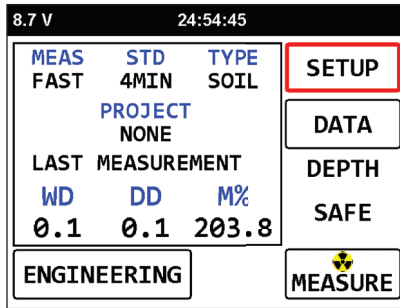 8.7 V 24:54:45
MEAS STD TYPE
FAST 4MIN SOIL
PROJECT
NONE
LAST MEASUREMENT
WD DD M%
0.1 0.1 203.8
SETUP
DATA
DEPTH
SAFE
ENGINEERING
MEASURE